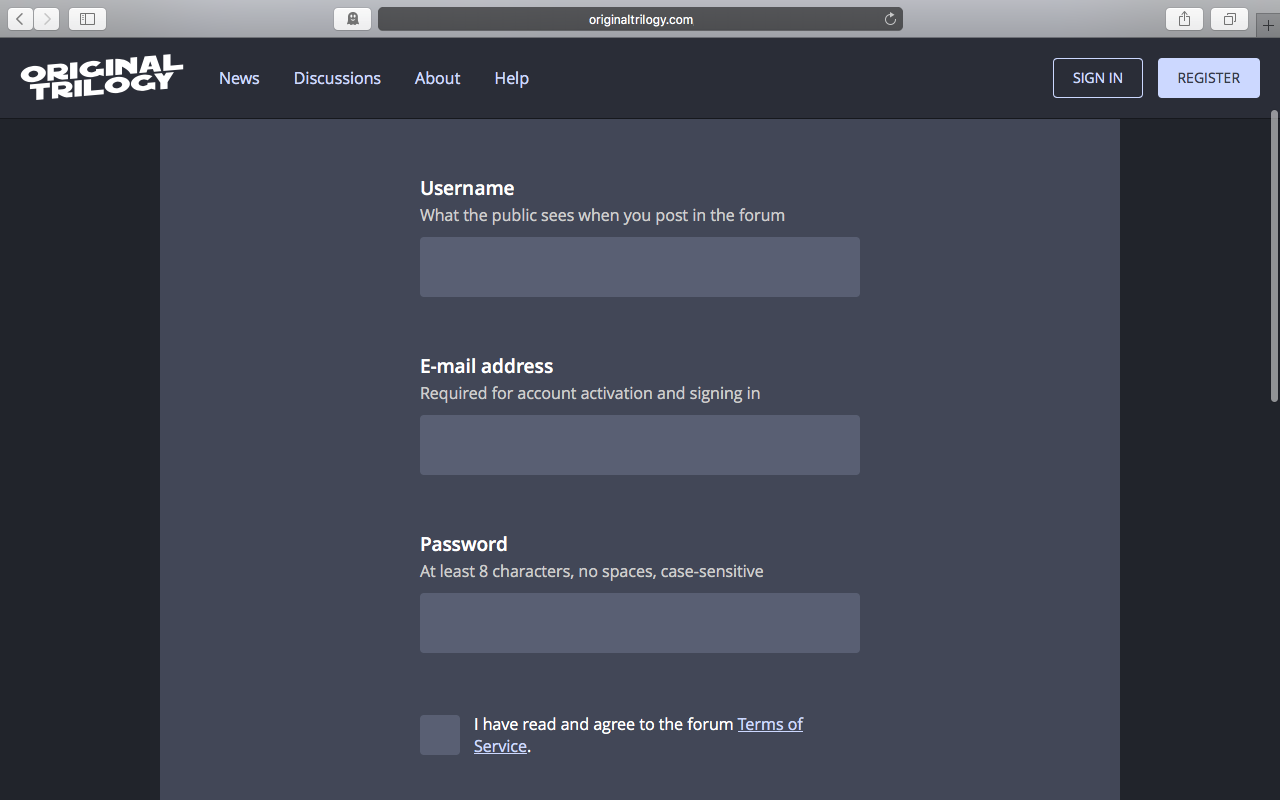 originaltrilogy.com
ORIGINAL
TRILOGY
News
Discussions
About
Help
SIGN IN
REGISTER
Username
What the public sees when you post in the forum
E-mail address
Required for account activation and signing in
Password
At least 8 characters, no spaces, case-sensitive
I have read and agree to the forum Terms of
Service.